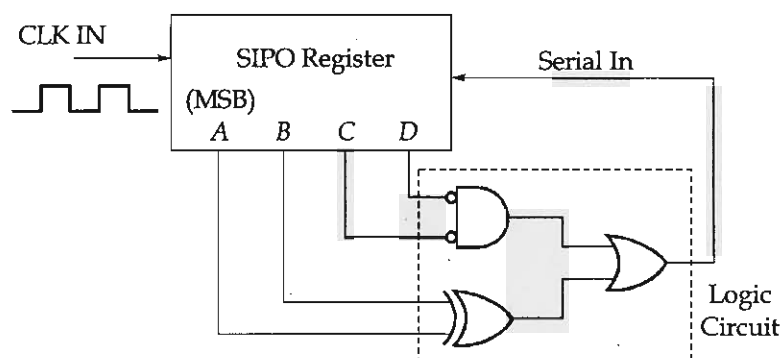 CLK IN
SIPO Register
Serial In
(MSB)
A B C D
Logic
Circuit